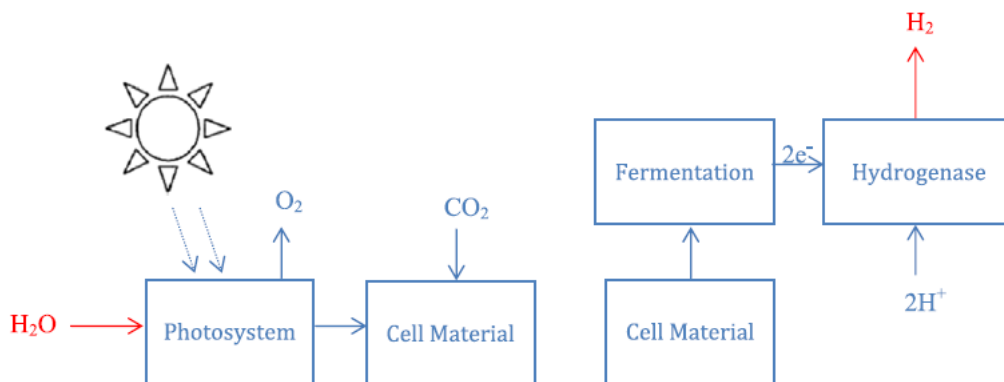 H₂O
Photosystem
O₂
CO₂
Cell Material
Cell Material
Fermentation
2e⁻
Hydrogenase
2H⁺
H₂